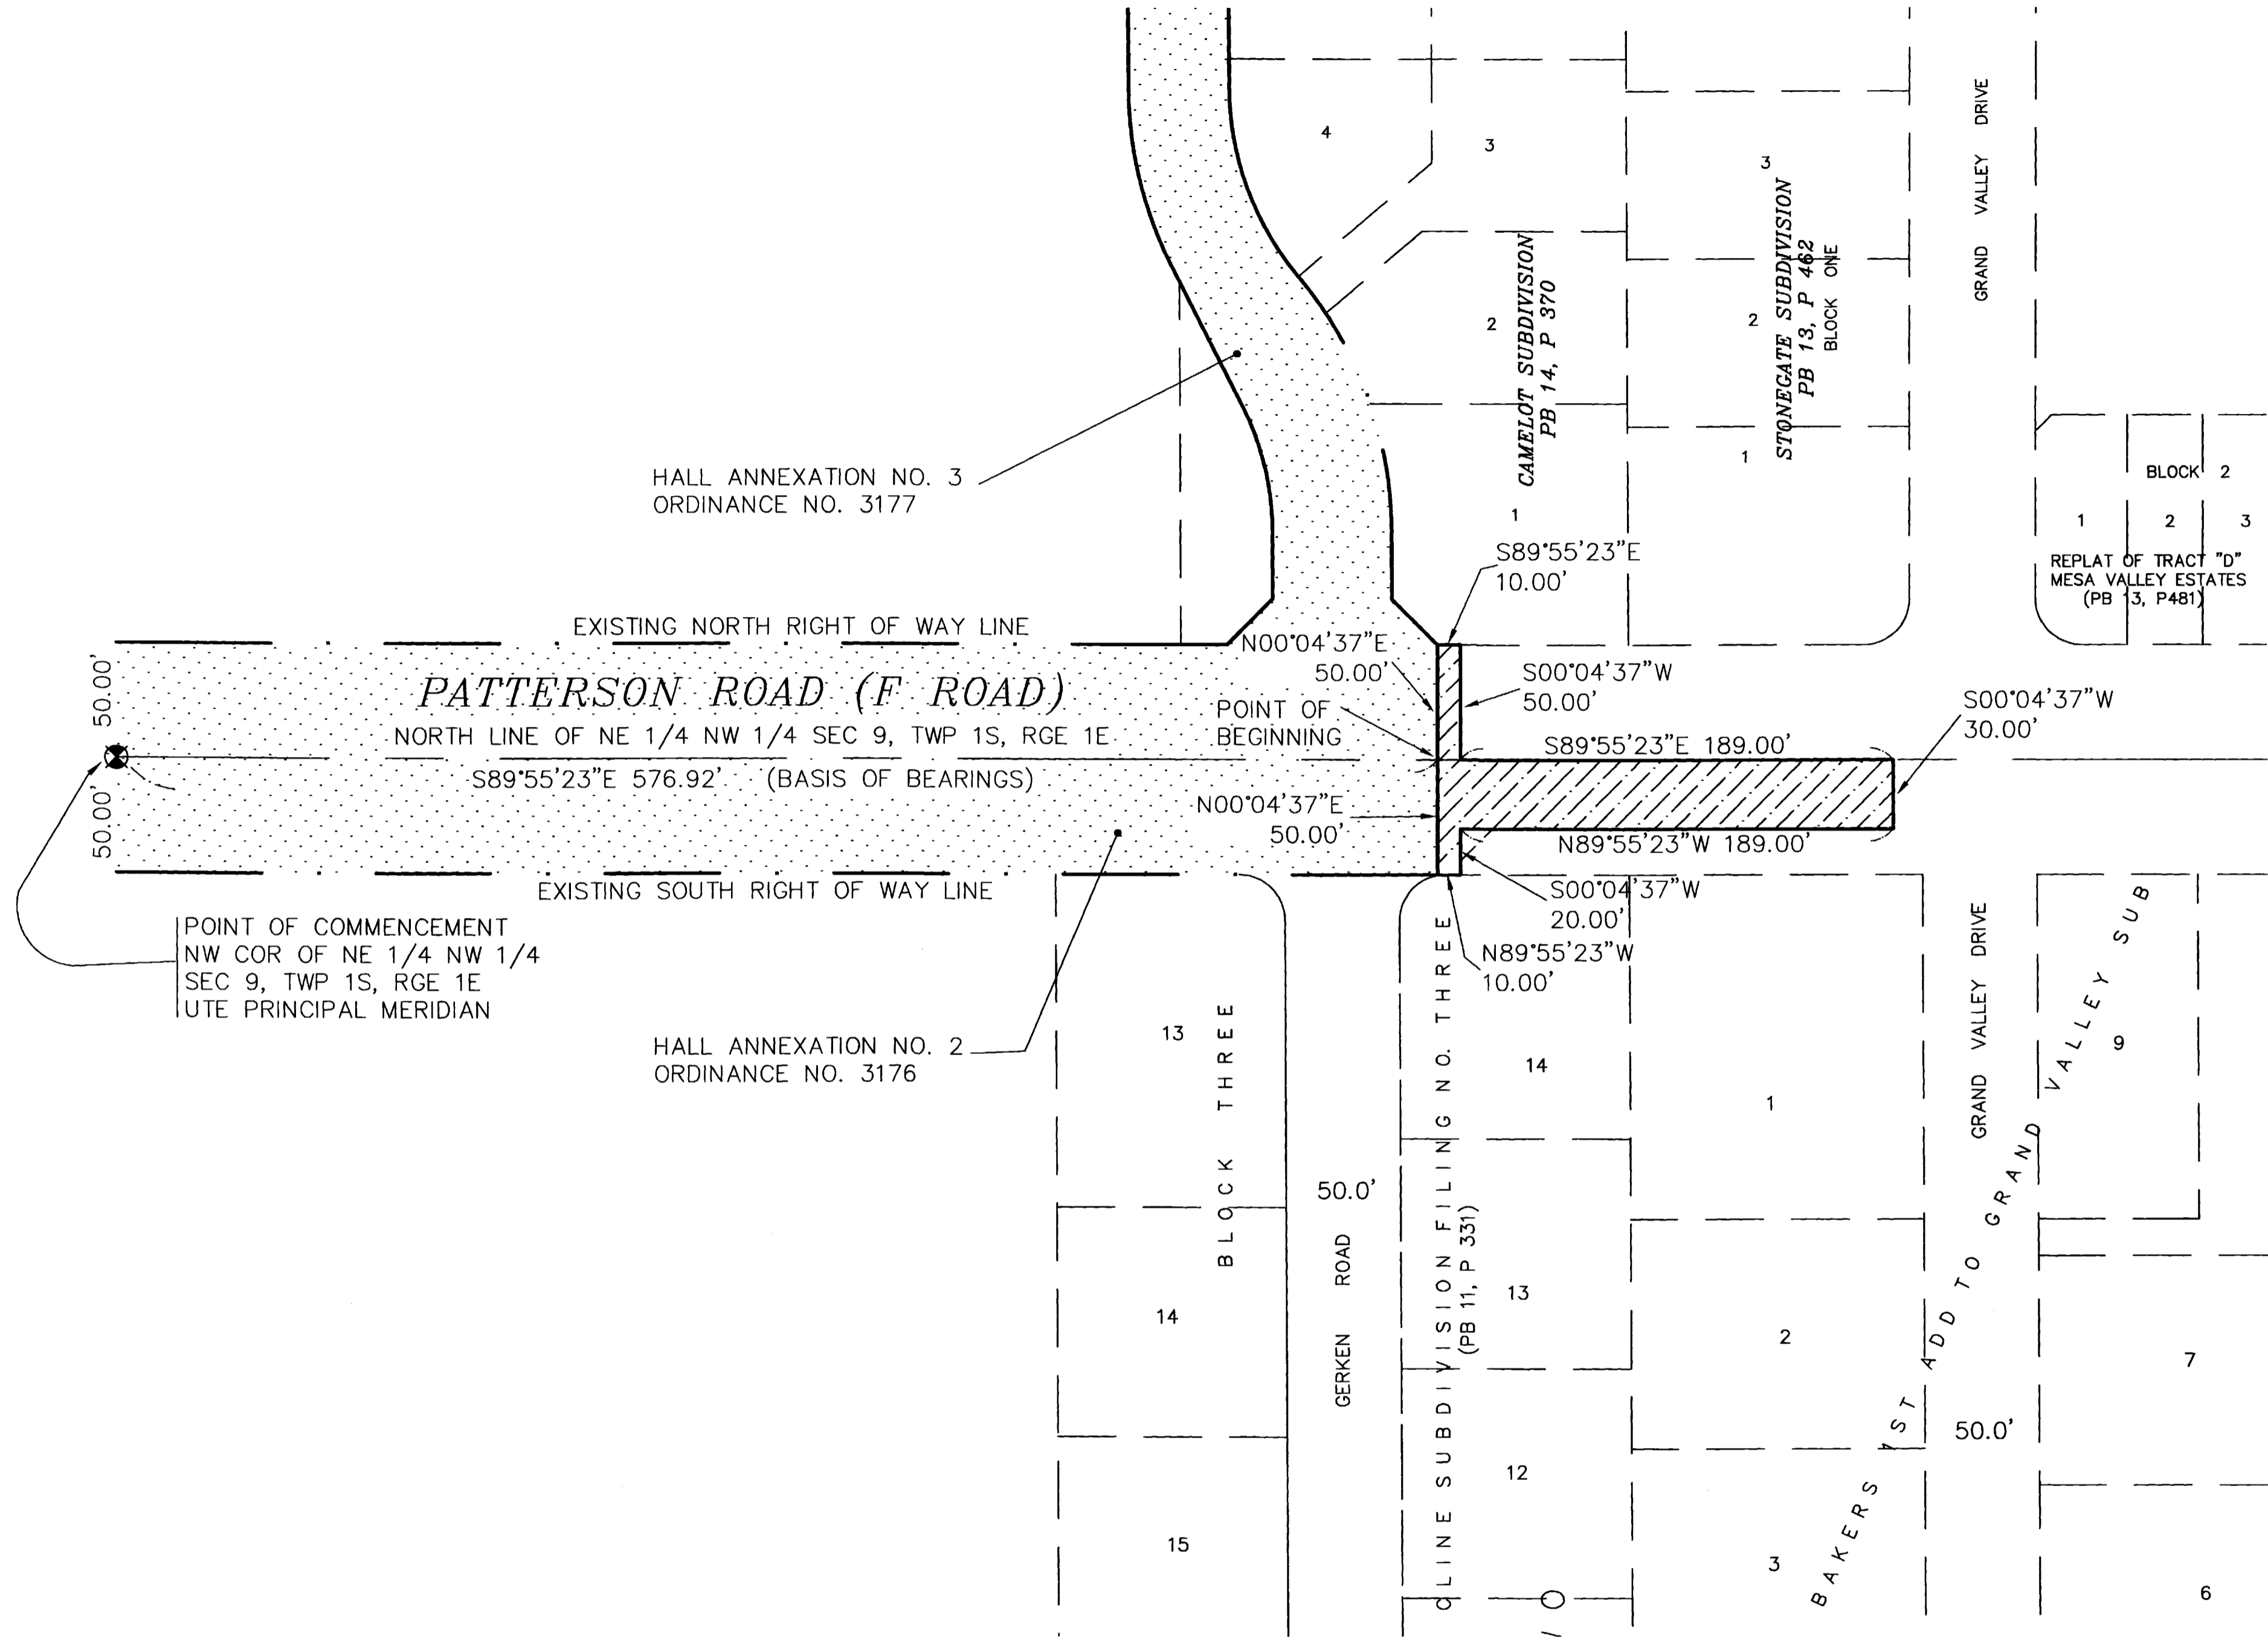 4
3
3
GRAND VALLEY DRIVE
2
CAMELOT SUBDIVISION
PB 14, P 370
1
2
STONEGATE SUBDIVISION
PB 13, P 462
BLOCK ONE
1
BLOCK 2
1 2 3
REPLAT OF TRACT "D"
MESA VALLEY ESTATES
(PB 13, P481)
HALL ANNEXATION NO. 3
ORDINANCE NO. 3177
S89°55'23"E
10.00'
EXISTING NORTH RIGHT OF WAY LINE
N00°04'37"E
50.00'
S00°04'37"W
50.00'
S00°04'37"W
30.00'
50.00'
PATTERSON ROAD (F ROAD)
POINT OF
BEGINNING
NORTH LINE OF NE 1/4 NW 1/4 SEC 9, TWP 1S, RGE 1E
S89°55'23"E 189.00'
S89°55'23"E 576.92' (BASIS OF BEARINGS)
50.00'
N00°04'37"E
50.00'
N89°55'23"W 189.00'
EXISTING SOUTH RIGHT OF WAY LINE
S00°04'37"W
20.00'
N89°55'23"W
10.00'
POINT OF COMMENCEMENT
NW COR OF NE 1/4 NW 1/4
SEC 9, TWP 1S, RGE 1E
UTE PRINCIPAL MERIDIAN
HALL ANNEXATION NO. 2
ORDINANCE NO. 3176
13
BLOCK THREE
14
15
50.0'
GERKEN ROAD
CLINE SUBDIVISION FILING NO. THREE
(PB 11, P 331)
14
13
12
1
2
3
GRAND VALLEY DRIVE
50.0'
BAKERS 1ST ADD TO GRAND VALLEY SUB
9
7
6